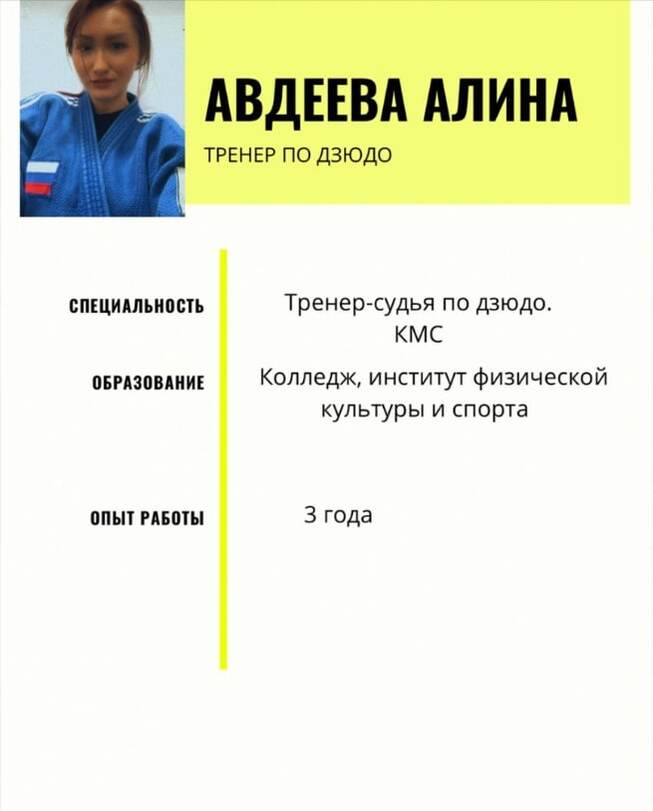 АВДЕЕВА АЛИНА
ТРЕНЕР ПО ДЗЮДО
СПЕЦИАЛЬНОСТЬ
Тренер-судья по дзюдо.
КМС
ОБРАЗОВАНИЕ
Колледж, институт физической
культуры и спорта
ОПЫТ РАБОТЫ
3 года